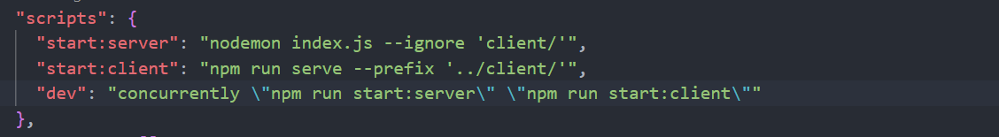 "scripts": {
"start:server": "nodemon index.js --ignore 'client/'",
"start:client": "npm run serve --prefix '../client/'",
"dev": "concurrently \"npm run start:server\" \"npm run start:client\""
},